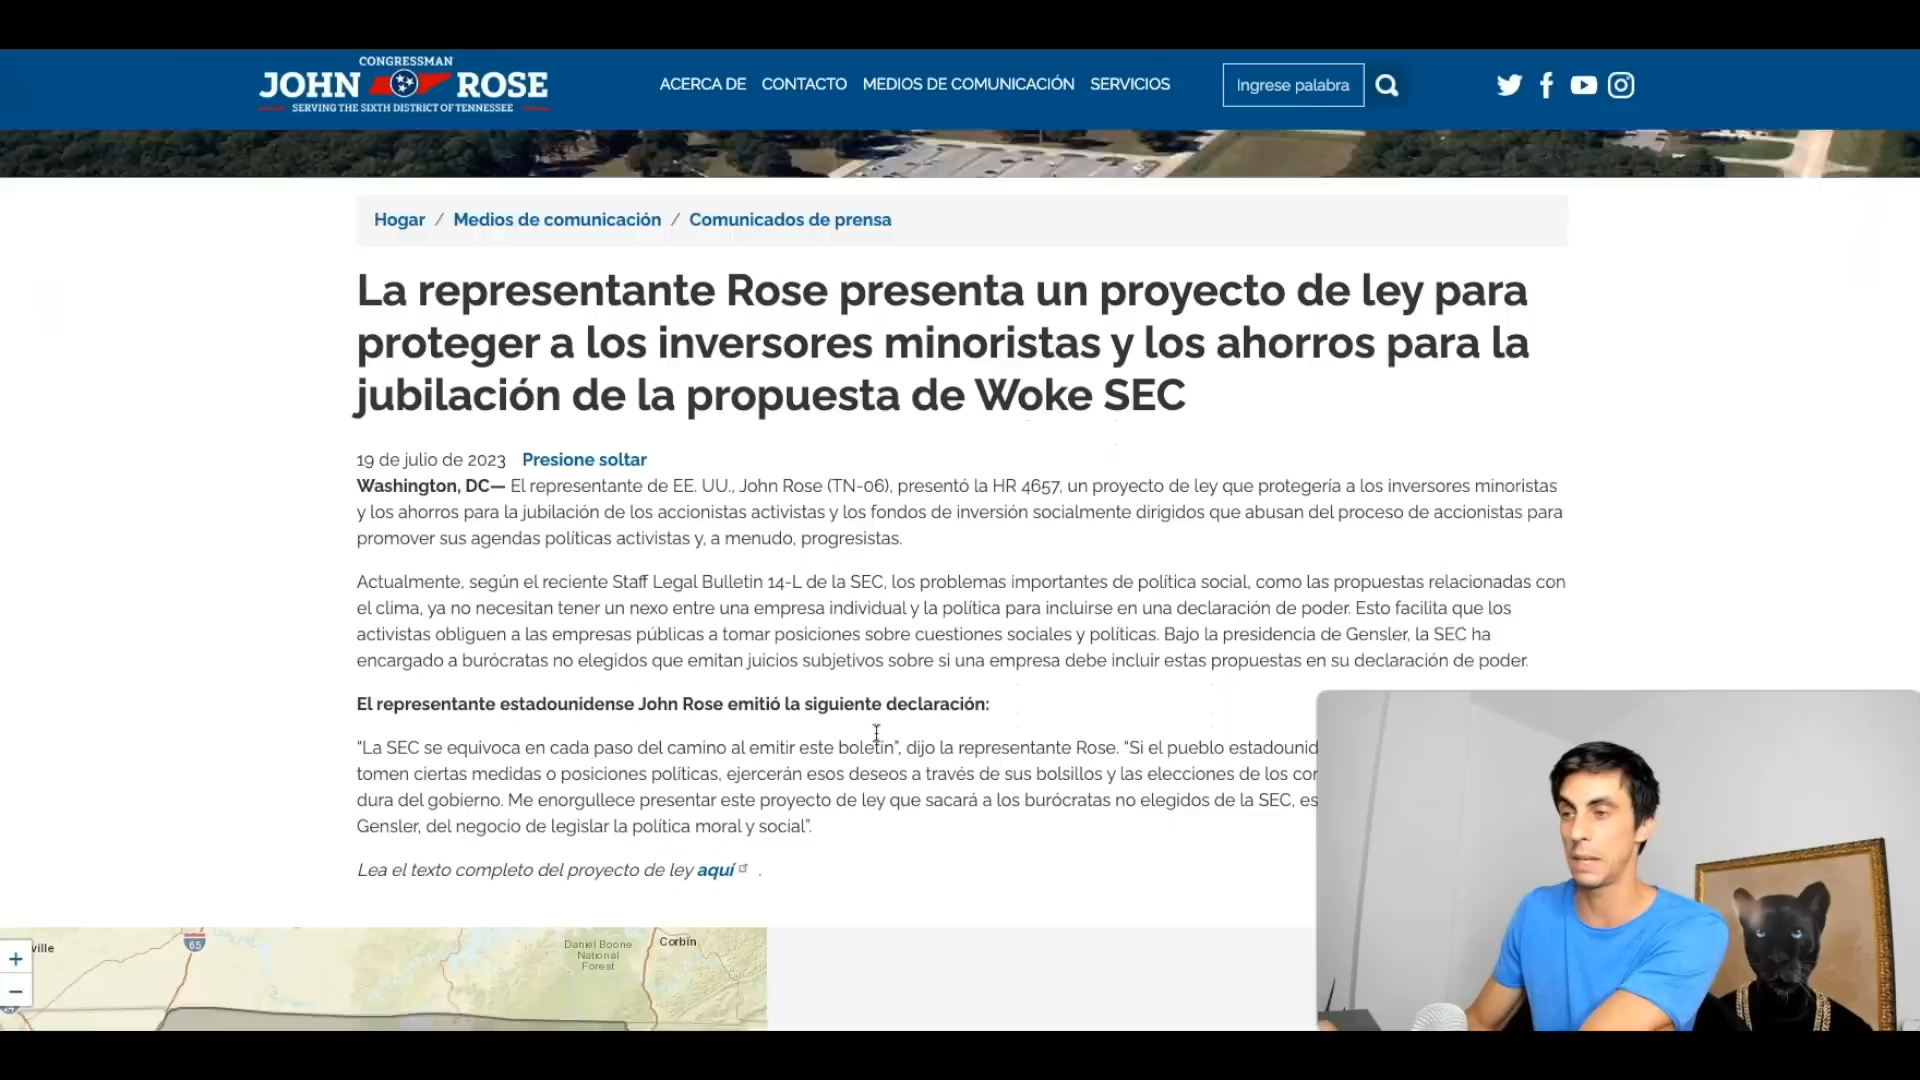 CONGRESSMAN
JOHN ROSE
SERVING THE SIXTH DISTRICT OF TENNESSEE
ACERCA DE CONTACTO MEDIOS DE COMUNICACIÓN SERVICIOS
Ingrese palabra
Hogar / Medios de comunicación / Comunicados de prensa
La representante Rose presenta un proyecto de ley para
proteger a los inversores minoristas y los ahorros para la
jubilación de la propuesta de Woke SEC
19 de julio de 2023 Presione soltar
Washington, DC— El representante de EE. UU., John Rose (TN-06), presentó la HR 4657, un proyecto de ley que protegería a los inversores minoristas
y los ahorros para la jubilación de los accionistas activistas y los fondos de inversión socialmente dirigidos que abusan del proceso de accionistas para
promover sus agendas políticas activistas y, a menudo, progresistas.
Actualmente, según el reciente Staff Legal Bulletin 14-L de la SEC, los problemas importantes de política social, como las propuestas relacionadas con
el clima, ya no necesitan tener un nexo entre una empresa individual y la política para incluirse en una declaración de poder. Esto facilita que los
activistas obliguen a las empresas públicas a tomar posiciones sobre cuestiones sociales y políticas. Bajo la presidencia de Gensler, la SEC ha
encargado a burócratas no elegidos que emitan juicios subjetivos sobre si una empresa debe incluir estas propuestas en su declaración de poder.
El representante estadounidense John Rose emitió la siguiente declaración:
“La SEC se equivoca en cada paso del camino al emitir este boletín”, dijo la representante Rose. “Si el pueblo estadounid
tomen ciertas medidas o posiciones políticas, ejercerán esos deseos a través de sus bolsillos y las elecciones de los cor
dura del gobierno. Me enorgullece presentar este proyecto de ley que sacará a los burócratas no elegidos de la SEC, es
Gensler, del negocio de legislar la política moral y social”.
Lea el texto completo del proyecto de ley aquí .
+
ville
65
Daniel Boone
National
Forest
Corbin
−